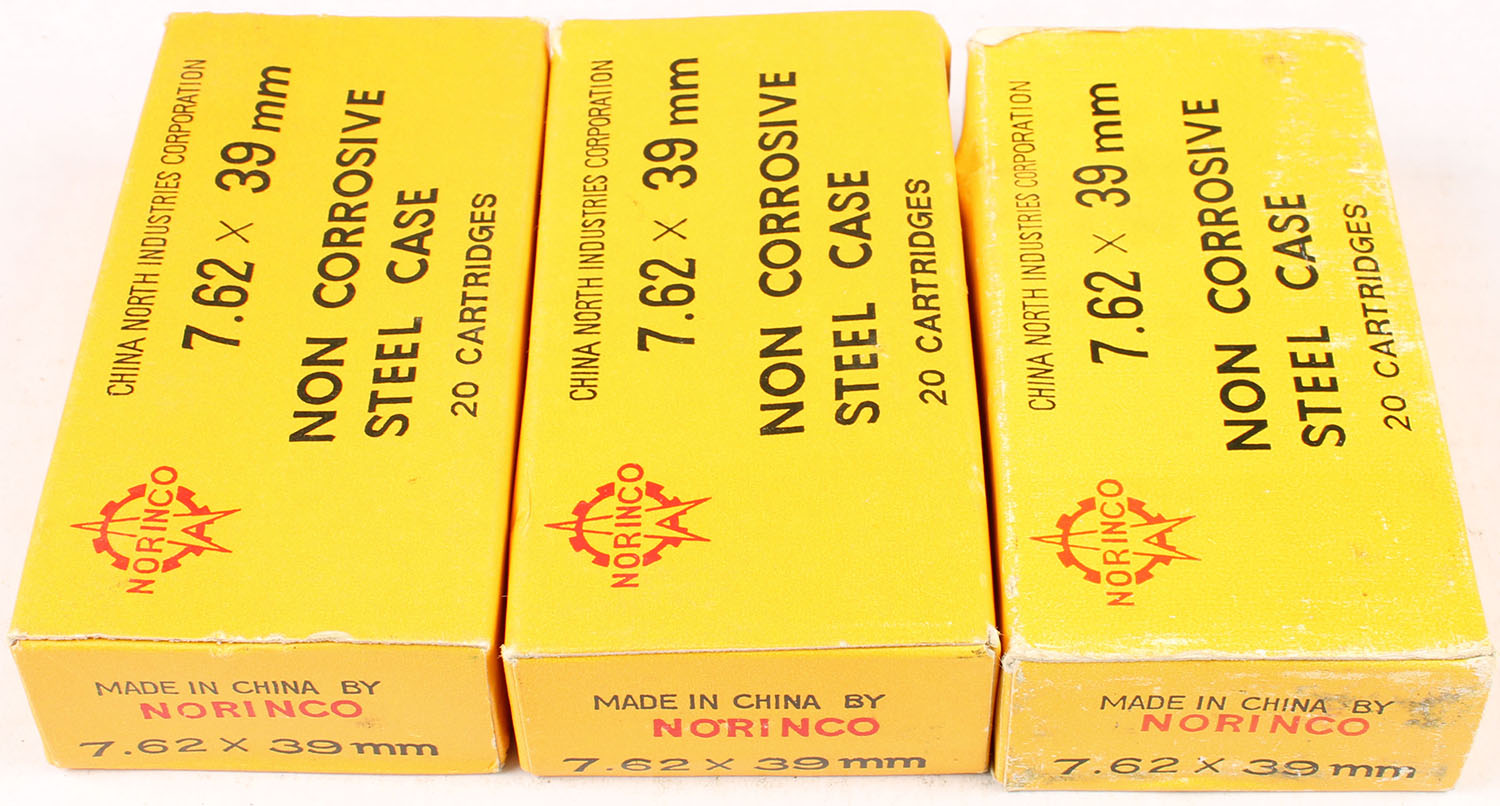 CHINA NORTH INDUSTRIES CORPORATION
7.62 × 39 mm
NON CORROSIVE
STEEL CASE
20 CARTRIDGES
NORINCO
MADE IN CHINA BY
NORINCO
7.62 × 39 mm
CHINA NORTH INDUSTRIES CORPORATION
7.62 × 39 mm
NON CORROSIVE
STEEL CASE
20 CARTRIDGES
NORINCO
MADE IN CHINA BY
NORINCO
7.62 × 39 mm
CHINA NORTH INDUSTRIES CORPORATION
7.62 × 39 mm
NON CORROSIVE
STEEL CASE
20 CARTRIDGES
NORINCO
MADE IN CHINA BY
NORINCO
7.62 × 39 mm